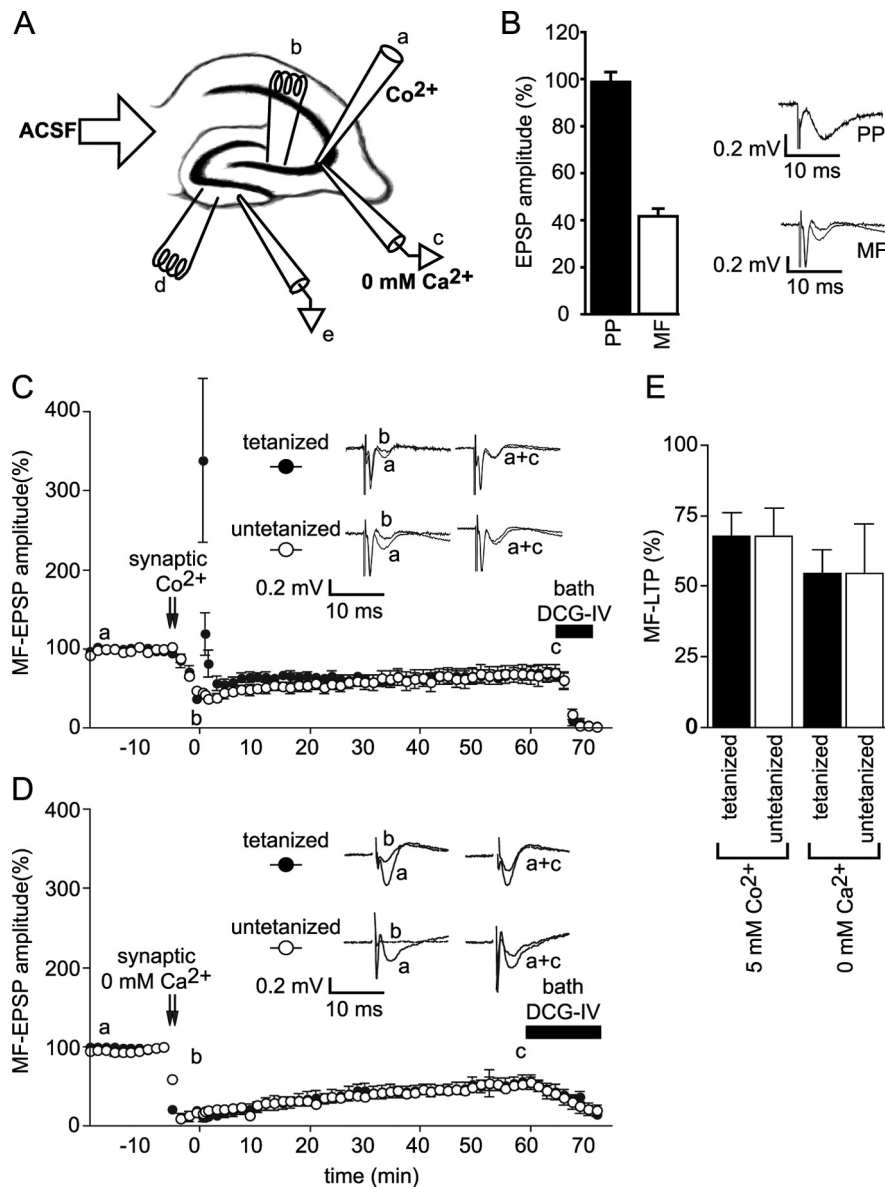 A
a
b
Co2+
ACSF
c
0 mM Ca2+
d
e
B
EPSP amplitude (%)
120
100
80
60
40
20
0
PP
MF
0.2 mV
10 ms
PP
0.2 mV
10 ms
MF
C
MF-EPSP amplitude(%)
400
300
200
100
0
tetanized
b
a
a+c
untetanized
b
a
a+c
0.2 mV
10 ms
synaptic
Co2+
a
b
bath
DCG-IV
c
-10
0
10
20
30
40
50
60
70
D
MF-EPSP amplitude(%)
400
300
200
100
0
tetanized
b
a
a+c
untetanized
b
a
a+c
0.2 mV
10 ms
synaptic
0 mM Ca2+
a
b
bath
DCG-IV
c
-10
0
10
20
30
40
50
60
70
time (min)
E
MF-LTP (%)
100
75
50
25
0
tetanized
untetanized
tetanized
untetanized
5 mM Co2+
0 mM Ca2+